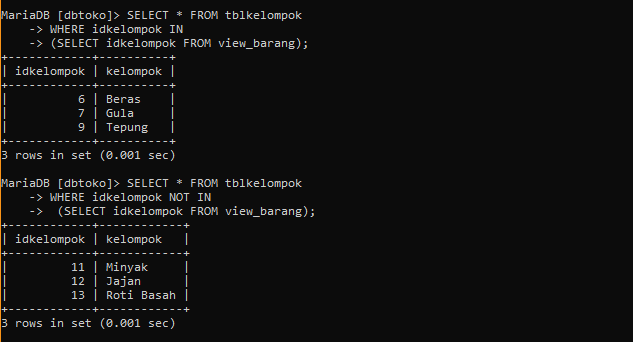 MariaDB [dbtoko]> SELECT * FROM tblkelompok
    -> WHERE idkelompok IN
    -> (SELECT idkelompok FROM view_barang);
+------------+----------+
| idkelompok | kelompok |
+------------+----------+
|          6 | Beras    |
|          7 | Gula     |
|          9 | Tepung   |
+------------+----------+
3 rows in set (0.001 sec)

MariaDB [dbtoko]> SELECT * FROM tblkelompok
    -> WHERE idkelompok NOT IN
    ->  (SELECT idkelompok FROM view_barang);
+------------+------------+
| idkelompok | kelompok   |
+------------+------------+
|         11 | Minyak     |
|         12 | Jajan      |
|         13 | Roti Basah |
+------------+------------+
3 rows in set (0.001 sec)